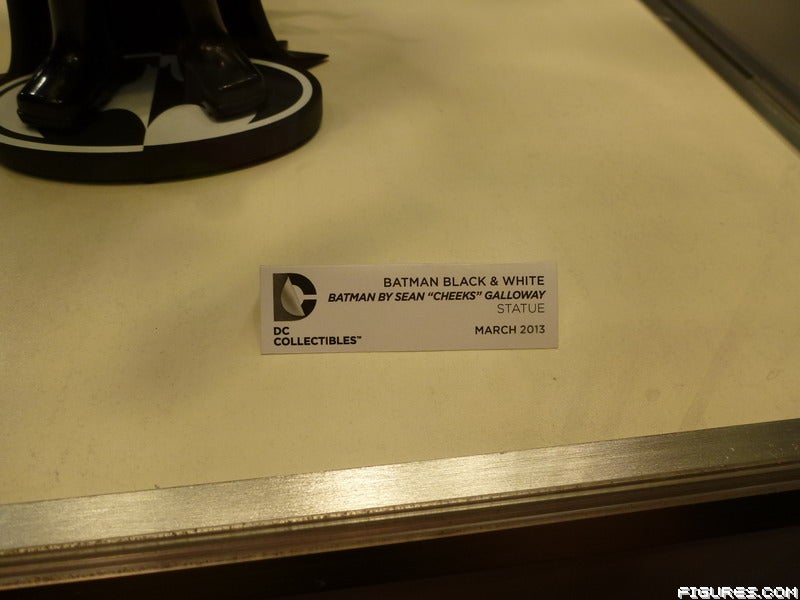 BATMAN BLACK & WHITE
BATMAN BY SEAN "CHEEKS" GALLOWAY
STATUE
MARCH 2013
DC
COLLECTIBLES™
FIGURES.COM